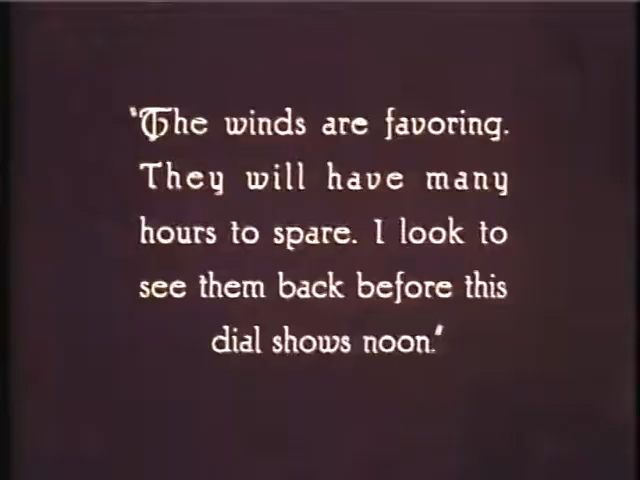 "The winds are favoring.
They will have many
hours to spare. I look to
see them back before this
dial shows noon."